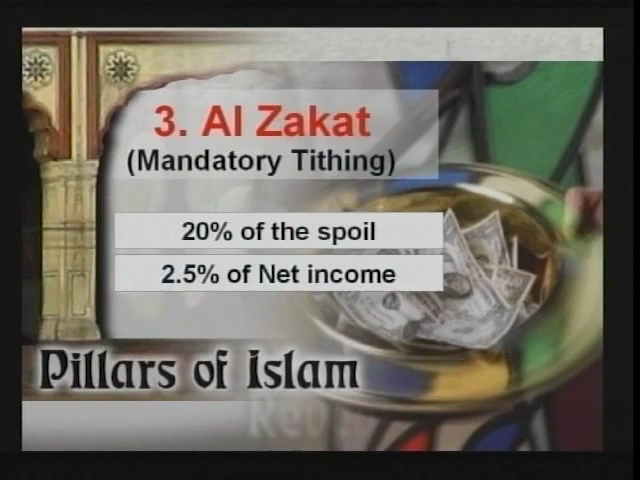 3. Al Zakat
(Mandatory Tithing)
20% of the spoil
2.5% of Net income
Pillars of Islam